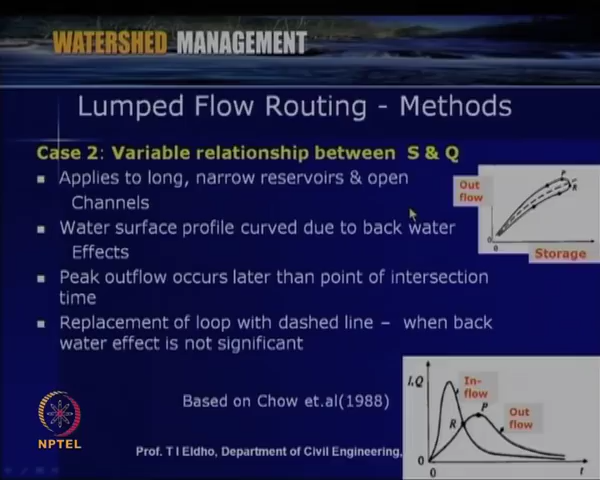 WATERSHED MANAGEMENT
Lumped Flow Routing - Methods
Case 2: Variable relationship between S & Q
▪ Applies to long, narrow reservoirs & open
Channels
▪ Water surface profile curved due to back water
Effects
▪ Peak outflow occurs later than point of intersection
time
▪ Replacement of loop with dashed line – when back
water effect is not significant
Out
flow
P
R
0
0
Storage
Based on Chow et.al(1988)
I,Q
In-
flow
P
Out
flow
R
0
0
t
NPTEL
Prof. T I Eldho, Department of Civil Engineering,